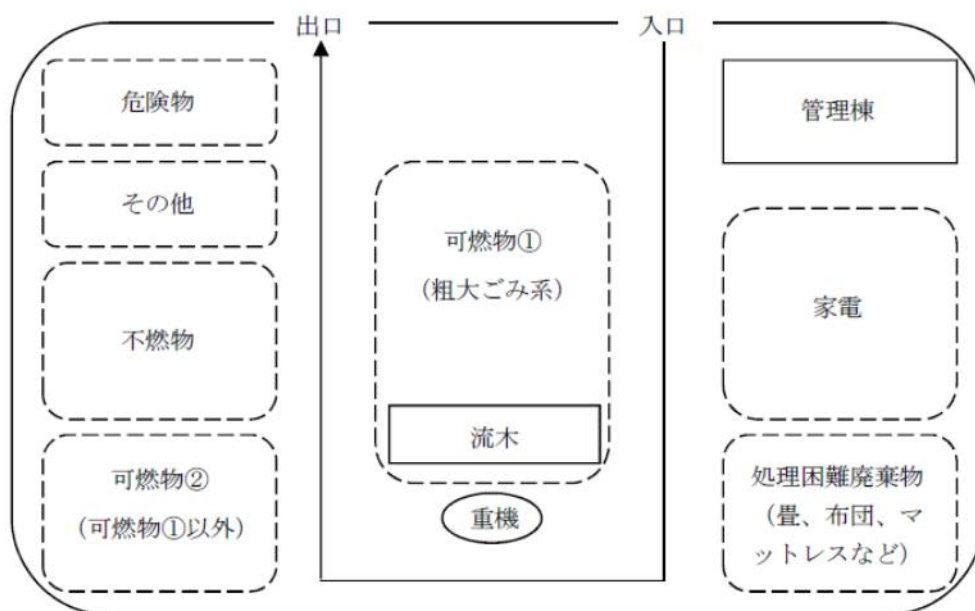 出口
入口
危険物
その他
不燃物
可燃物②
（可燃物①以外）
可燃物①
（粗大ごみ系）
流木
重機
管理棟
家電
処理困難廃棄物
（畳、布団、マ
ットレスなど）